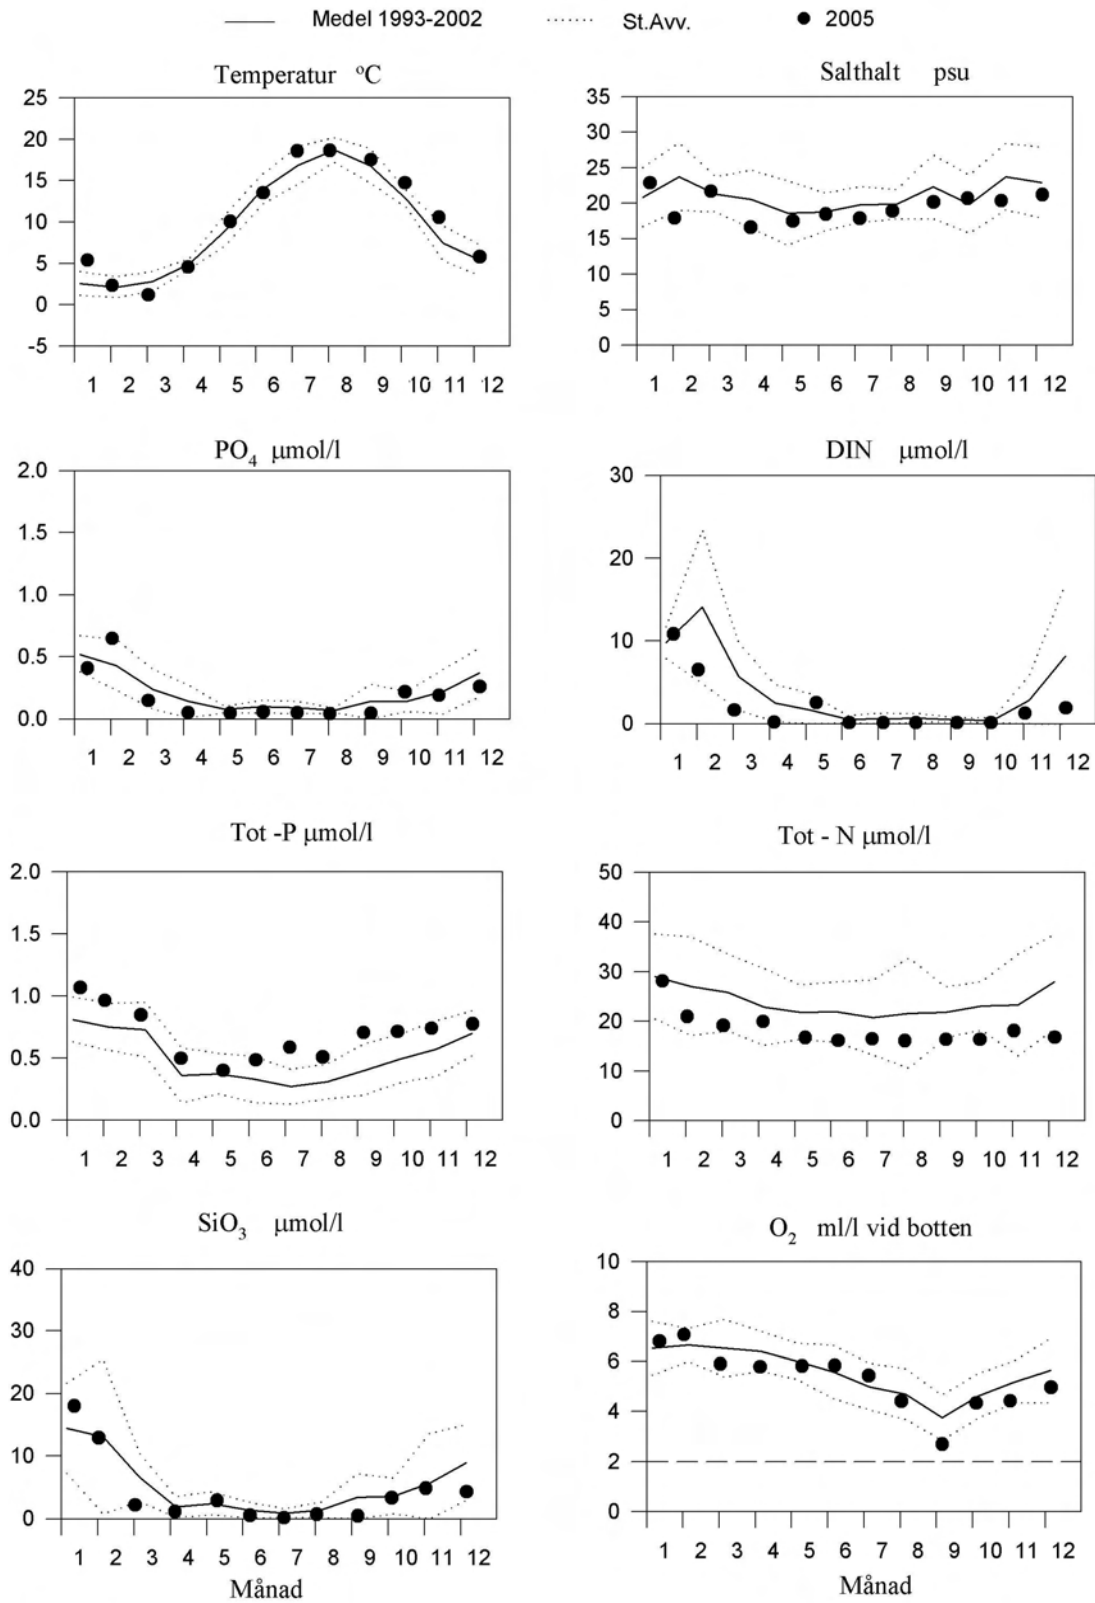 Medel 1993-2002 St.Avv. 2005
Temperatur °C
25
20
15
10
5
0
-5
1 2 3 4 5 6 7 8 9 10 11 12
Salthalt psu
35
30
25
20
15
10
5
0
1 2 3 4 5 6 7 8 9 10 11 12
PO₄ µmol/l
2.0
1.5
1.0
0.5
0.0
1 2 3 4 5 6 7 8 9 10 11 12
DIN µmol/l
30
20
10
0
1 2 3 4 5 6 7 8 9 10 11 12
Tot -P µmol/l
2.0
1.5
1.0
0.5
0.0
1 2 3 4 5 6 7 8 9 10 11 12
Tot - N µmol/l
50
40
30
20
10
0
1 2 3 4 5 6 7 8 9 10 11 12
SiO₃ µmol/l
40
30
20
10
0
1 2 3 4 5 6 7 8 9 10 11 12
Månad
O₂ ml/l vid botten
10
8
6
4
2
0
1 2 3 4 5 6 7 8 9 10 11 12
Månad